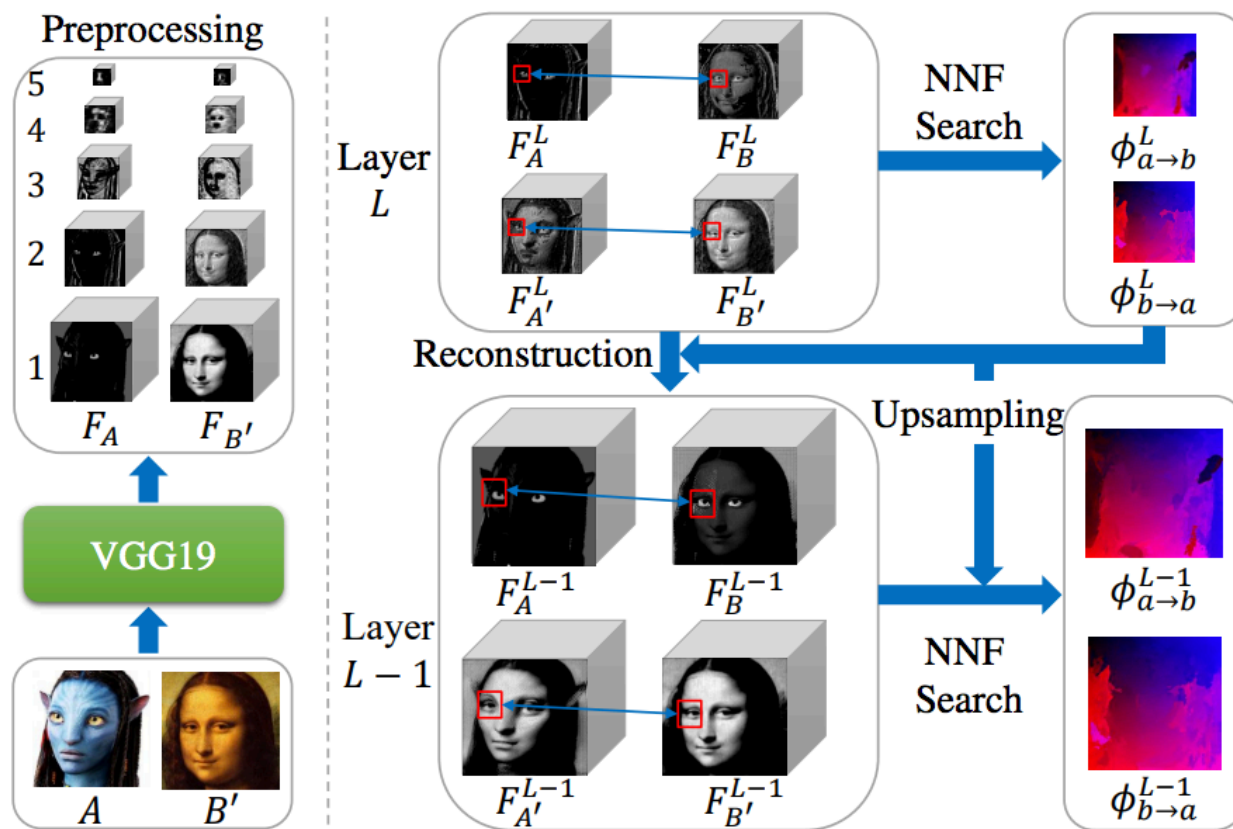 Preprocessing
5
4
3
2
1
F_A F_{B'}
VGG19
A B'
Layer
L
F_A^L F_B^L
F_{A'}^L F_{B'}^L
NNF
Search
ϕ_{a→b}^L
ϕ_{b→a}^L
Reconstruction
Upsampling
Layer
L − 1
F_A^{L-1} F_B^{L-1}
F_{A'}^{L-1} F_{B'}^{L-1}
NNF
Search
ϕ_{a→b}^{L-1}
ϕ_{b→a}^{L-1}